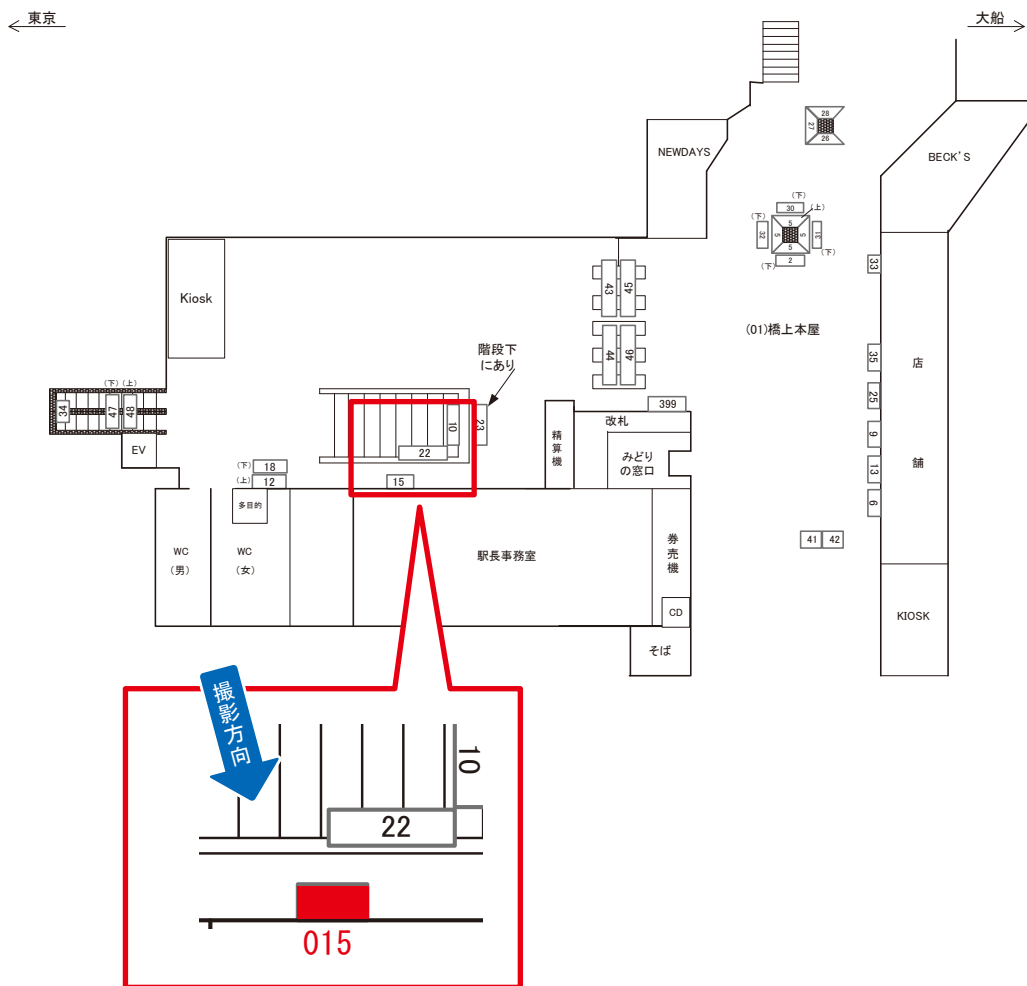 東京
大船
NEWDAYS
28
27
26
BECK'S
(下)
30
(上)
(下)
32
5
5
5
5
31
(下)
2
(下)
33
Kiosk
43
45
(01)橋上本屋
44
46
35
店
階段下
にあり
(下)
(上)
34
47
48
25
399
10
23
改札
EV
22
精算機
みどり
の窓口
9
舗
(下)
18
(上)
12
15
13
多目的
6
WC
(男)
WC
(女)
駅長事務室
券売機
41
42
CD
KIOSK
そば
撮影方向
10
22
015